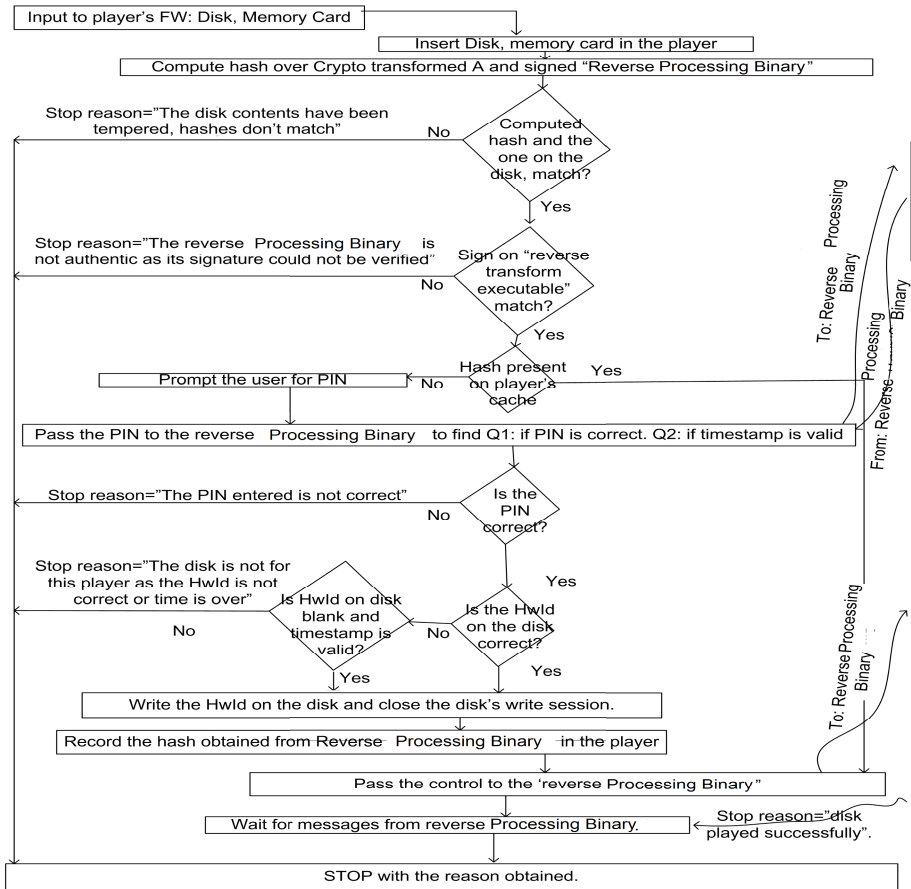 Input to player's FW: Disk, Memory Card
Insert Disk, memory card in the player
Compute hash over Crypto transformed A and signed "Reverse Processing Binary"
Stop reason="The disk contents have been
tempered, hashes don't match"
No
Computed
hash and the
one on the
disk, match?
Yes
Stop reason="The reverse Processing Binary is
not authentic as its signature could not be verified"
No
Sign on "reverse
transform
executable"
match?
Yes
Hash present
on player's
cache
No
Yes
Prompt the user for PIN
Pass the PIN to the reverse Processing Binary to find Q1: if PIN is correct. Q2: if timestamp is valid
To: Reverse Processing
Binary
From: Reverse Processing
Binary
Stop reason="The PIN entered is not correct"
No
Is the
PIN
correct?
Yes
Stop reason="The disk is not for
this player as the HwId is not
correct or time is over"
No
Is HwId on disk
blank and
timestamp is
valid?
No
Is the HwId
on the disk
correct?
Yes
Yes
To: Reverse Processing
Binary
Write the HwId on the disk and close the disk's write session.
Record the hash obtained from Reverse Processing Binary in the player
Pass the control to the 'reverse Processing Binary"
Wait for messages from reverse Processing Binary.
Stop reason="disk
played successfully".
STOP with the reason obtained.